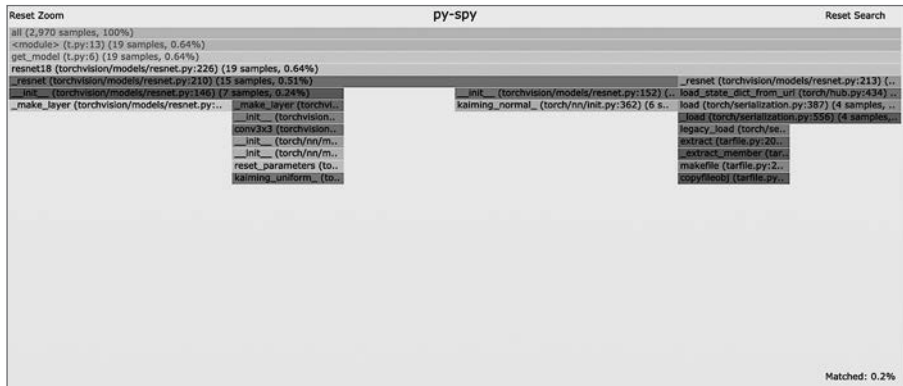 Reset Zoom py-spy Reset Search
all (2,970 samples, 100%)
<module> (t.py:13) (19 samples, 0.64%)
get_model (t.py:6) (19 samples, 0.64%)
resnet18 (torchvision/models/resnet.py:226) (19 samples, 0.64%)
_resnet (torchvision/models/resnet.py:210) (15 samples, 0.51%) _resnet (torchvision/models/resnet.py:213) (..
__init__ (torchvision/models/resnet.py:146) (7 samples, 0.24%) __init__ (torchvision/models/resnet.py:152) (.. load_state_dict_from_url (torch/hub.py:434) ..
_make_layer (torchvision/models/resnet.py:.. _make_layer (torchvi.. kaiming_normal_ (torch/nn/init.py:362) (6 s.. load (torch/serialization.py:387) (4 samples, ..
__init__ (torchvision.. _load (torch/serialization.py:556) (4 samples,..
conv3x3 (torchvision.. legacy_load (torch/se..
__init__ (torch/nn/m.. extract (tarfile.py:20..
__init__ (torch/nn/m.. _extract_member (tar..
reset_parameters (to.. makefile (tarfile.py:2..
kaiming_uniform_ (to.. copyfileobj (tarfile.py..
Matched: 0.2%